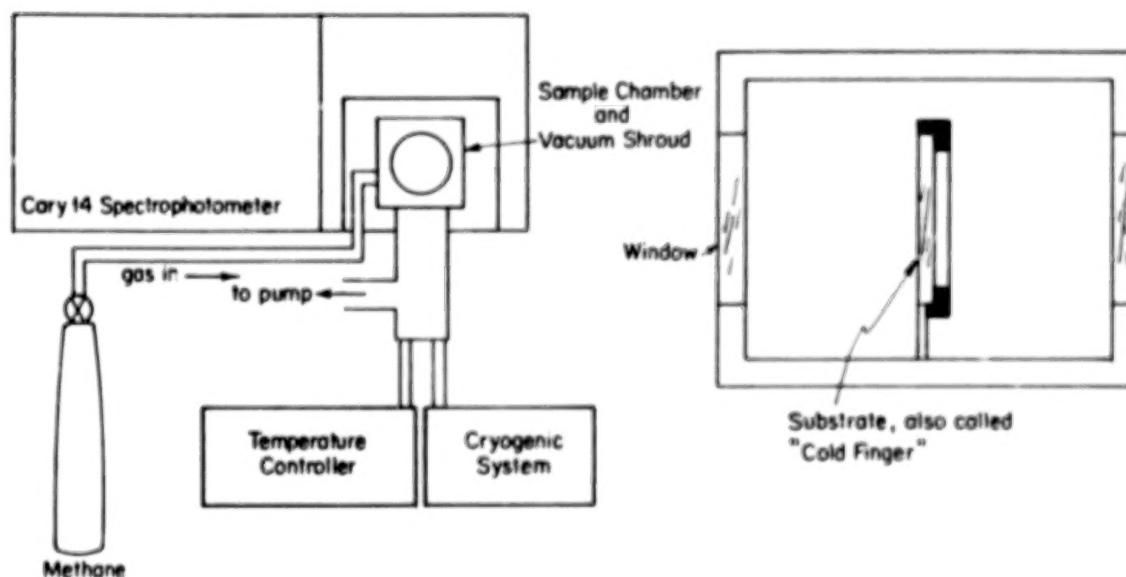 Sample Chamber
and
Vacuum Shroud
Cary 14 Spectrophotometer
gas in
to pump
Temperature
Controller
Cryogenic
System
Methane
Window
Substrate, also called
"Cold Finger"